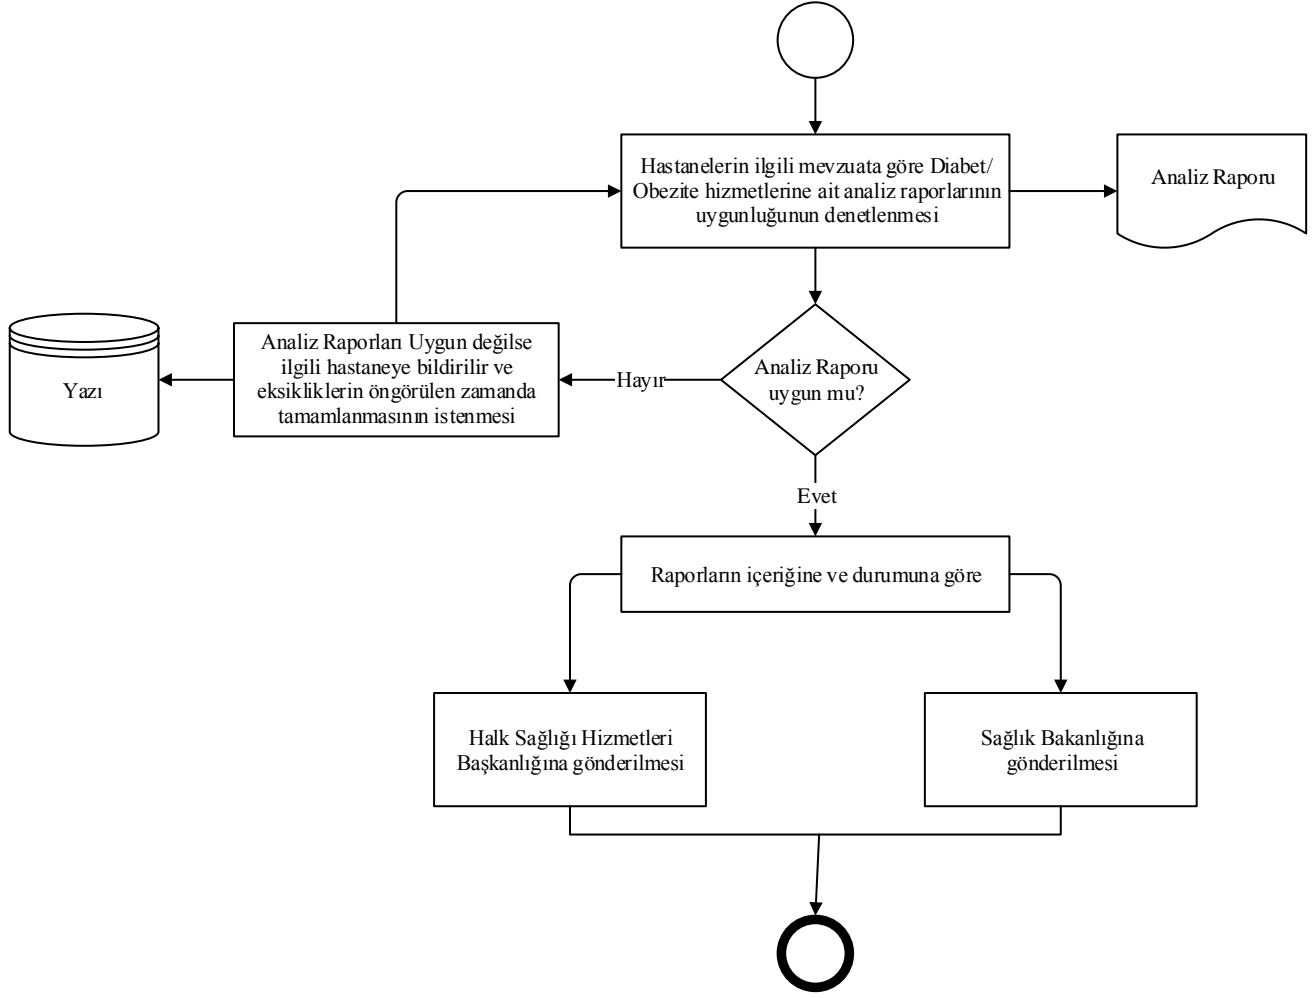 Hastanelerin ilgili mevzuata göre Diabet/
Obezite hizmetlerine ait analiz raporlarının
uygunluğunun denetlenmesi
Analiz Raporu
Analiz Raporu
uygun mu?
Hayır
Analiz Raporları Uygun değilse
ilgili hastaneye bildirilir ve
eksikliklerin öngörülen zamanda
tamamlanmasının istenmesi
Yazı
Evet
Raporların içeriğine ve durumuna göre
Halk Sağlığı Hizmetleri
Başkanlığına gönderilmesi
Sağlık Bakanlığına
gönderilmesi